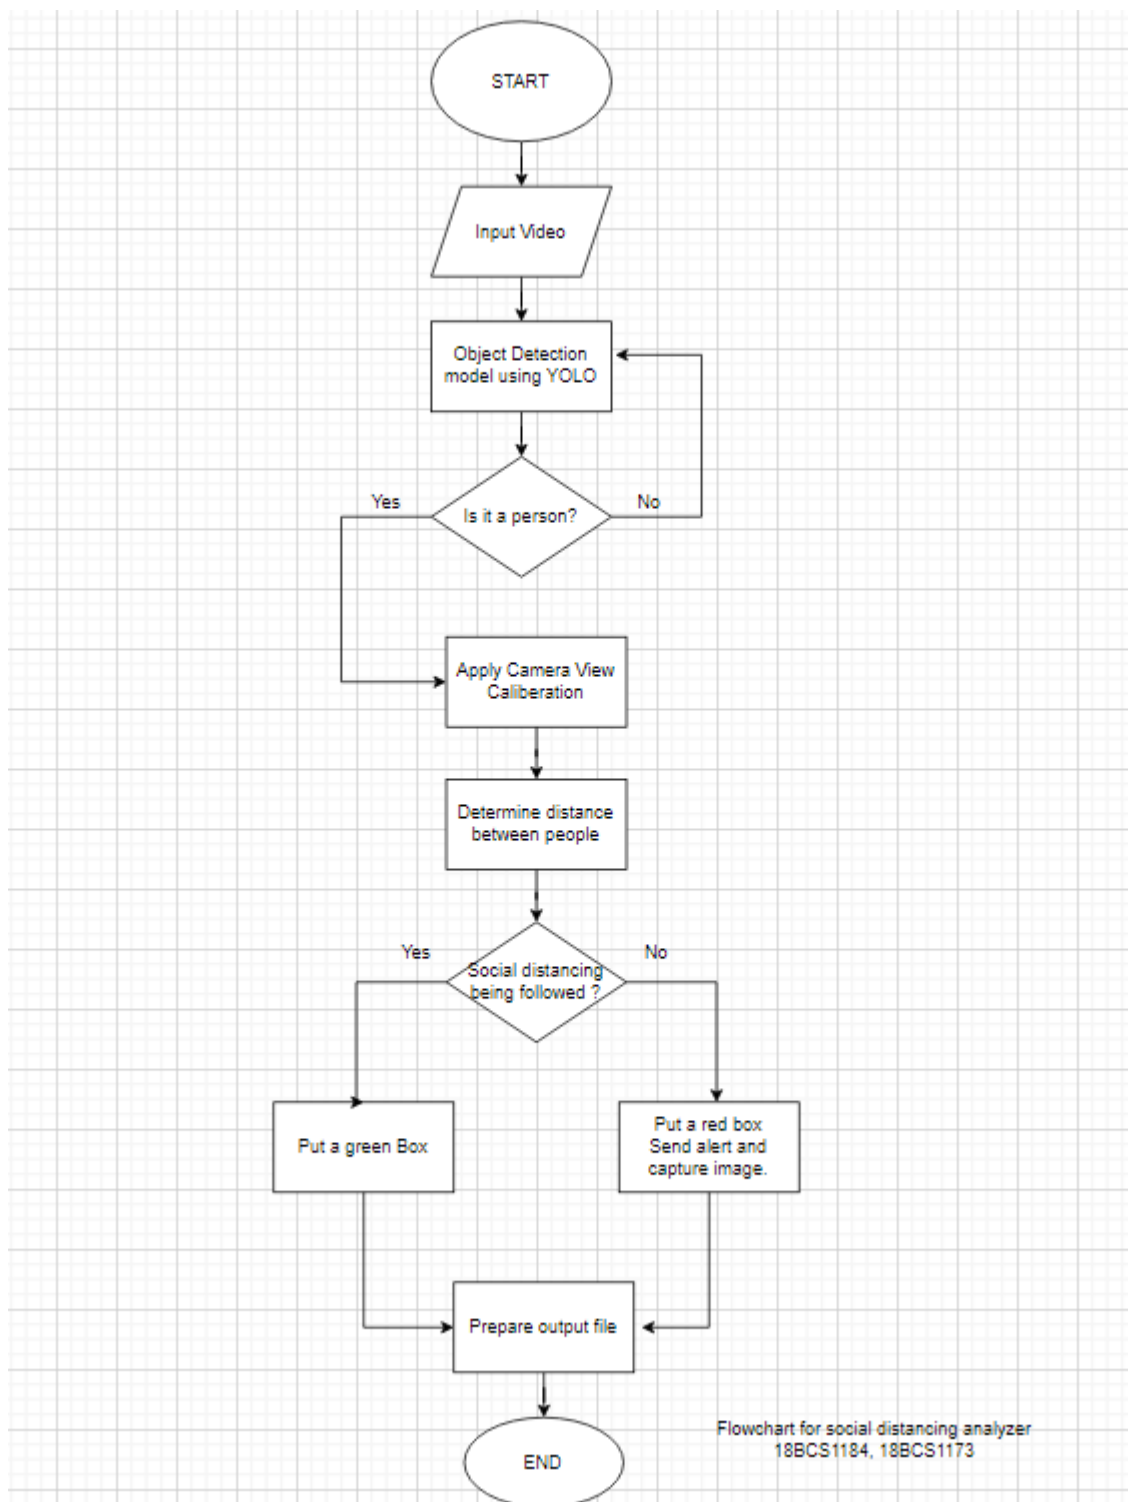 START
Input Video
Object Detection
model using YOLO
Is it a person?
Yes
No
Apply Camera View
Caliberation
Determine distance
between people
Social distancing
being followed ?
Yes
No
Put a green Box
Put a red box
Send alert and
capture image.
Prepare output file
END
Flowchart for social distancing analyzer
18BCS1184, 18BCS1173